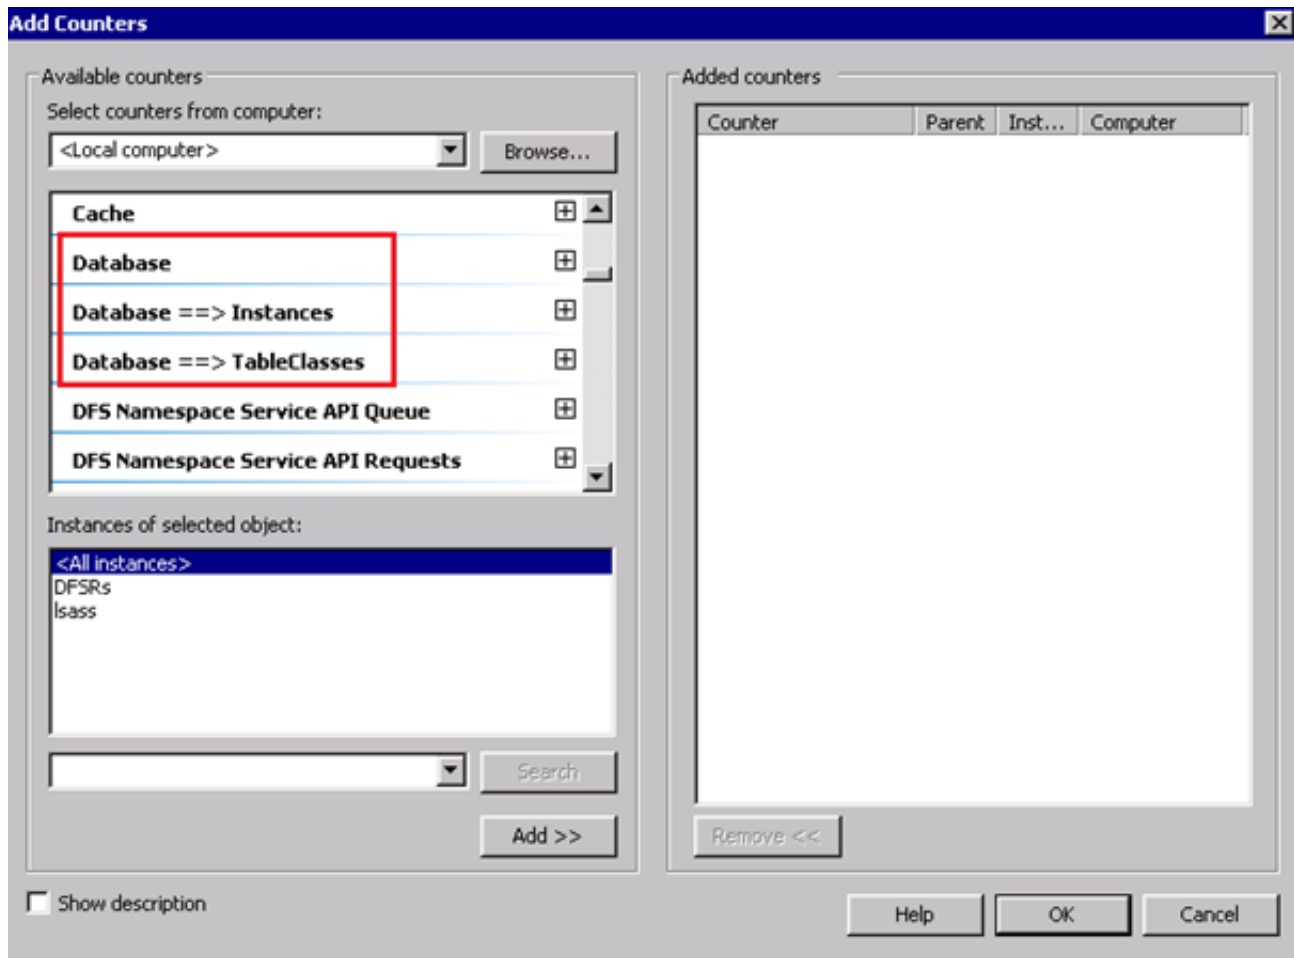 Add Counters
Available counters
Select counters from computer:
<Local computer>
Browse...
Cache
Database
Database ==> Instances
Database ==> TableClasses
DFS Namespace Service API Queue
DFS Namespace Service API Requests
Instances of selected object:
<All instances>
DFSRs
lsass
Search
Add >>
Show description
Added counters
Counter Parent Inst... Computer
Remove <<
Help OK Cancel